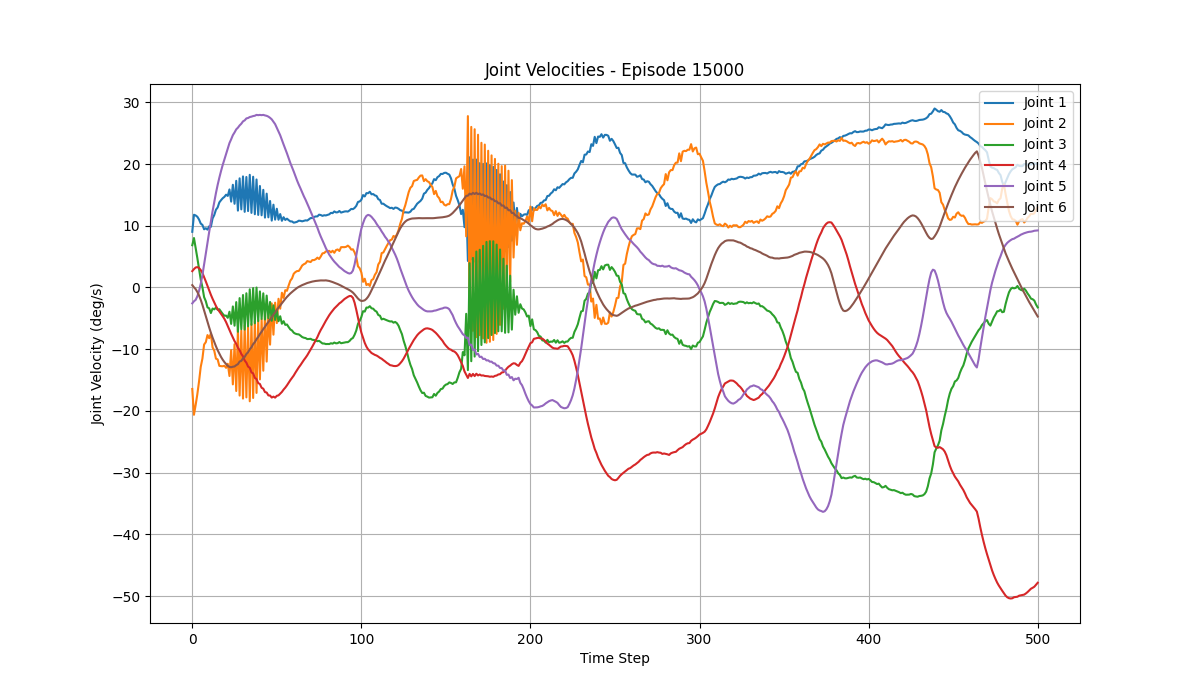 Joint Velocities - Episode 15000
Joint Velocity (deg/s)
30
20
10
0
−10
−20
−30
−40
−50
0 100 200 300 400 500
Time Step
Joint 1
Joint 2
Joint 3
Joint 4
Joint 5
Joint 6